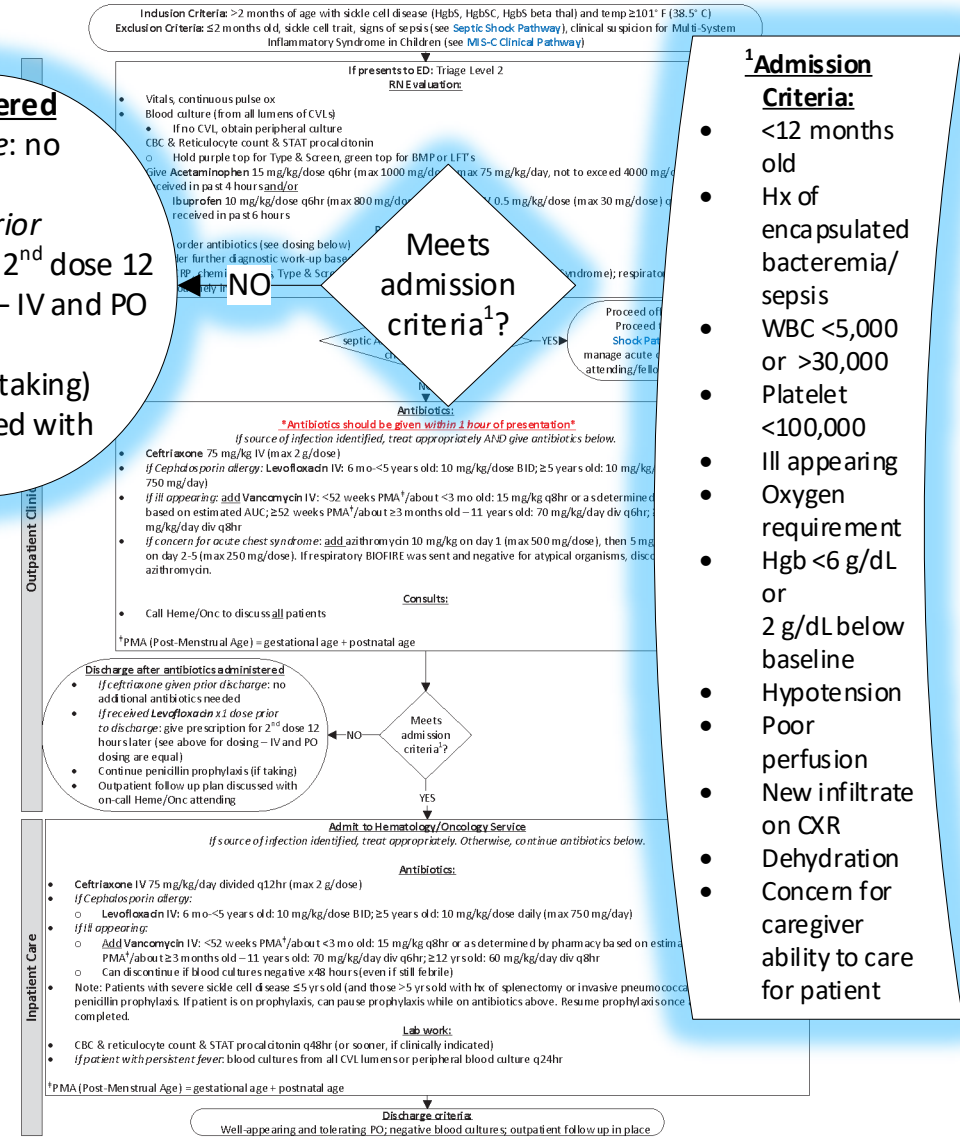 Inclusion Criteria: >2 months of age with sickle cell disease (HgbS, HgbSC, HgbS beta thal) and temp ≥101° F (38.5° C)
Exclusion Criteria: ≤2 months old, sickle cell trait, signs of sepsis (see Septic Shock Pathway), clinical suspicion for Multi-System
Inflammatory Syndrome in Children (see MIS-C Clinical Pathway)
Outpatient Clinic
If presents to ED: Triage Level 2
RN Evaluation:
• Vitals, continuous pulse ox
• Blood culture (from all lumens of CVLs)
• If no CVL, obtain peripheral culture
CBC & Reticulocyte count & STAT procalcitonin
○ Hold purple top for Type & Screen, green top for BMP or LFT's
Give Acetaminophen 15 mg/kg/dose q6hr (max 1000 mg/do max 75 mg/kg/day, not to exceed 4000 mg/
received in past 4 hours and/or
Ibuprofen 10 mg/kg/dose q6hr (max 800 mg/do 0.5 mg/kg/dose (max 30 mg/dose) q
received in past 6 hours
order antibiotics (see dosing below)
further diagnostic work-up base
Type & Scre yndrome); respirato
ered
: no
rior
2nd dose 12
– IV and PO
taking)
ed with
NO
Meets
admission
criteria1?
septic
YES
Proceed off
Proceed
Shock Pat
manage acute
attending/fello
Antibiotics:
*Antibiotics should be given within 1 hour of presentation*
If source of infection identified, treat appropriately AND give antibiotics below.
• Ceftriaxone 75 mg/kg IV (max 2 g/dose)
• If Cephalosporin allergy: Levofloxacin IV: 6 mo-<5 years old: 10 mg/kg/dose BID; ≥5 years old: 10 mg/kg/
750 mg/day)
• If ill appearing: add Vancomycin IV: <52 weeks PMA†/about <3 mo old: 15 mg/kg q8hr or as determined
based on estimated AUC; ≥52 weeks PMA†/about ≥3 months old – 11 years old: 70 mg/kg/day div q6hr;
mg/kg/day div q8hr
• If concern for acute chest syndrome: add azithromycin 10 mg/kg on day 1 (max 500 mg/dose), then 5 mg
on day 2-5 (max 250 mg/dose). If respiratory BIOFIRE was sent and negative for atypical organisms, disco
azithromycin.
Consults:
• Call Heme/Onc to discuss all patients
†PMA (Post-Menstrual Age) = gestational age + postnatal age
Discharge after antibiotics administered
• If ceftriaxone given prior discharge: no
additional antibiotics needed
• If received Levofloxacin x1 dose prior
to discharge: give prescription for 2nd dose 12
hours later (see above for dosing – IV and PO
dosing are equal)
• Continue penicillin prophylaxis (if taking)
• Outpatient follow up plan discussed with
on-call Heme/Onc attending
NO
Meets
admission
criteria1?
YES
Inpatient Care
Admit to Hematology/Oncology Service
If source of infection identified, treat appropriately. Otherwise, continue antibiotics below.
Antibiotics:
• Ceftriaxone IV 75 mg/kg/day divided q12hr (max 2 g/dose)
• If Cephalosporin allergy:
○ Levofloxacin IV: 6 mo-<5 years old: 10 mg/kg/dose BID; ≥5 years old: 10 mg/kg/dose daily (max 750 mg/day)
• If ill appearing:
○ Add Vancomycin IV: <52 weeks PMA†/about <3 mo old: 15 mg/kg q8hr or as determined by pharmacy based on estima
PMA†/about ≥3 months old – 11 years old: 70 mg/kg/day div q6hr; ≥12 yr old: 60 mg/kg/day div q8hr
○ Can discontinue if blood cultures negative x48 hours (even if still febrile)
• Note: Patients with severe sickle cell disease ≤5 yrs old (and those >5 yrs old with hx of splenectomy or invasive pneumococca
penicillin prophylaxis. If patient is on prophylaxis, can pause prophylaxis while on antibiotics above. Resume prophylaxis once
completed.
Lab work:
• CBC & reticulocyte count & STAT procalcitonin q48hr (or sooner, if clinically indicated)
• If patient with persistent fever: blood cultures from all CVL lumens or peripheral blood culture q24hr
†PMA (Post-Menstrual Age) = gestational age + postnatal age
Discharge criteria:
Well-appearing and tolerating PO; negative blood cultures; outpatient follow up in place
1Admission
Criteria:
• <12 months
old
• Hx of
encapsulated
bacteremia/
sepsis
• WBC <5,000
or >30,000
• Platelet
<100,000
• Ill appearing
• Oxygen
requirement
• Hgb <6 g/dL
or
2 g/dL below
baseline
• Hypotension
• Poor
perfusion
• New infiltrate
on CXR
• Dehydration
• Concern for
caregiver
ability to care
for patient